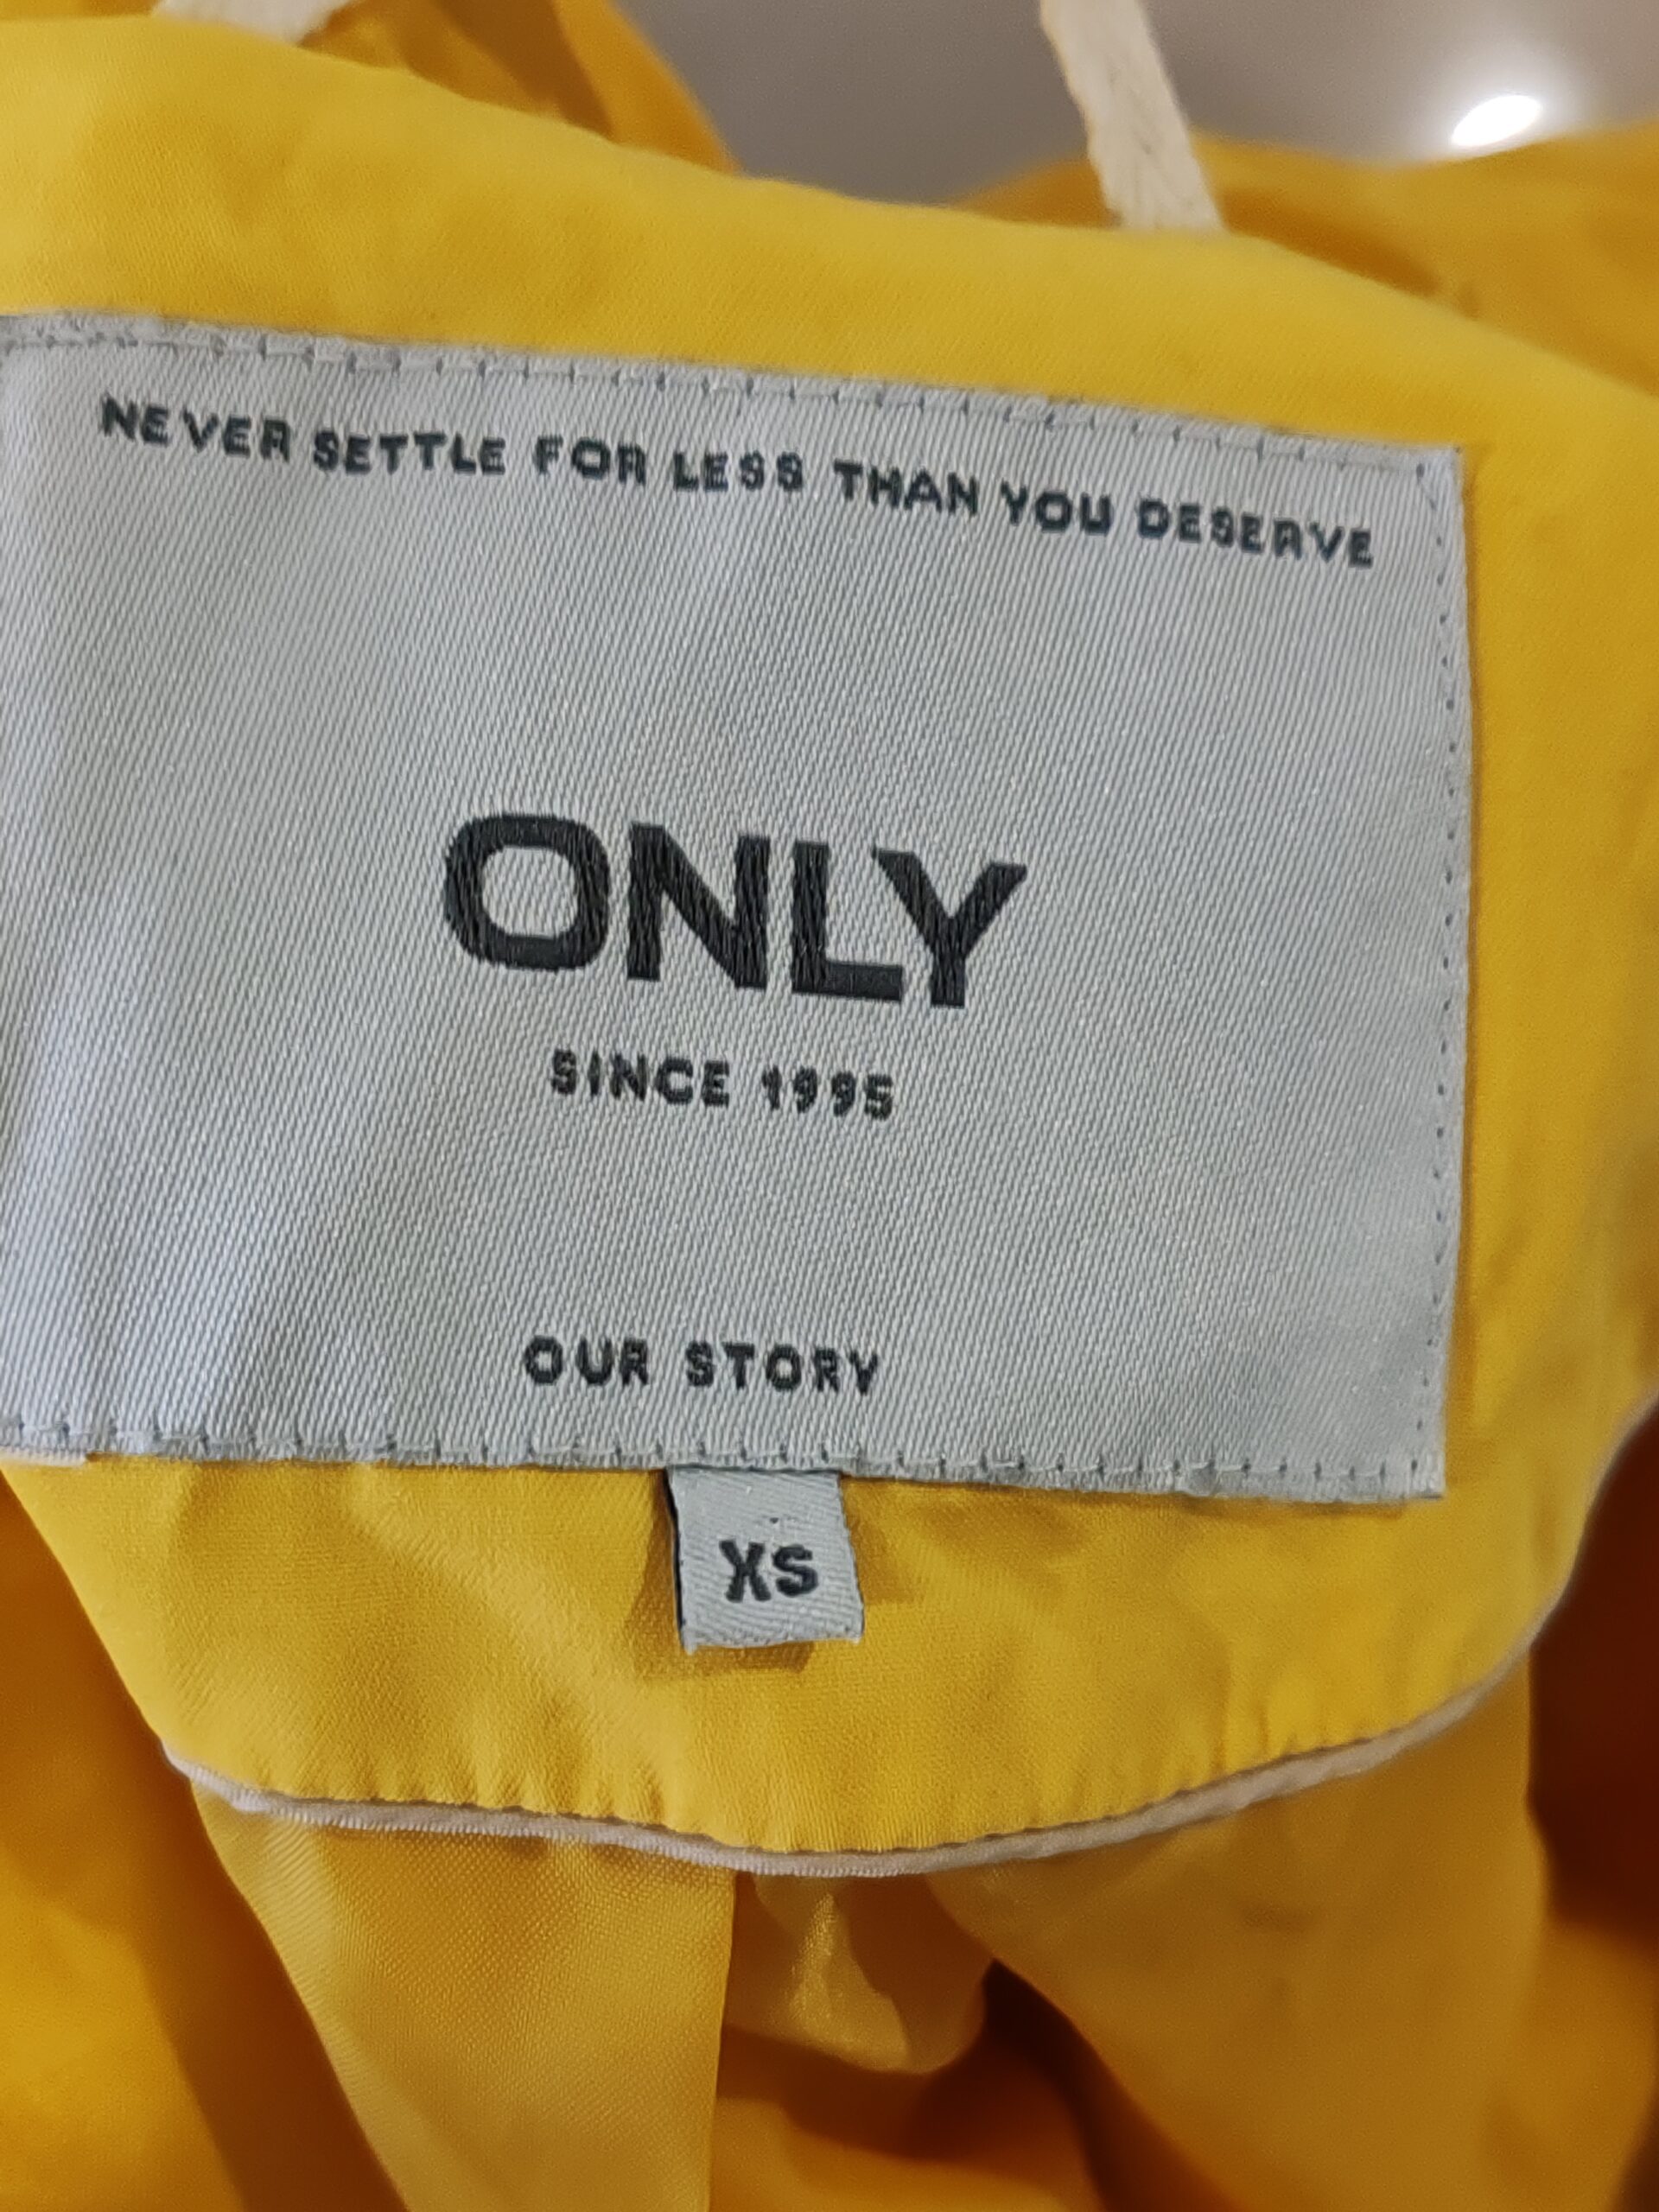 NEVER SETTLE FOR LESS THAN YOU DESERVE
ONLY
SINCE 1995
OUR STORY
XS